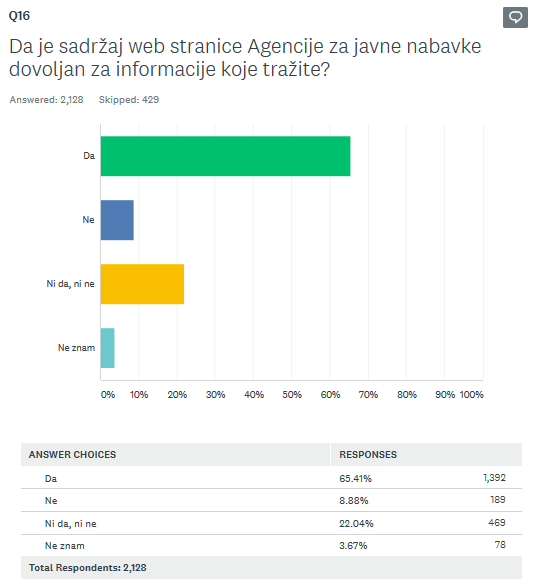 Q16
Da je sadržaj web stranice Agencije za javne nabavke
dovoljan za informacije koje tražite?
Answered: 2,128 Skipped: 429
Da
Ne
Ni da, ni ne
Ne znam
0% 10% 20% 30% 40% 50% 60% 70% 80% 90% 100%
ANSWER CHOICES RESPONSES
Da 65.41% 1,392
Ne 8.88% 189
Ni da, ni ne 22.04% 469
Ne znam 3.67% 78
Total Respondents: 2,128